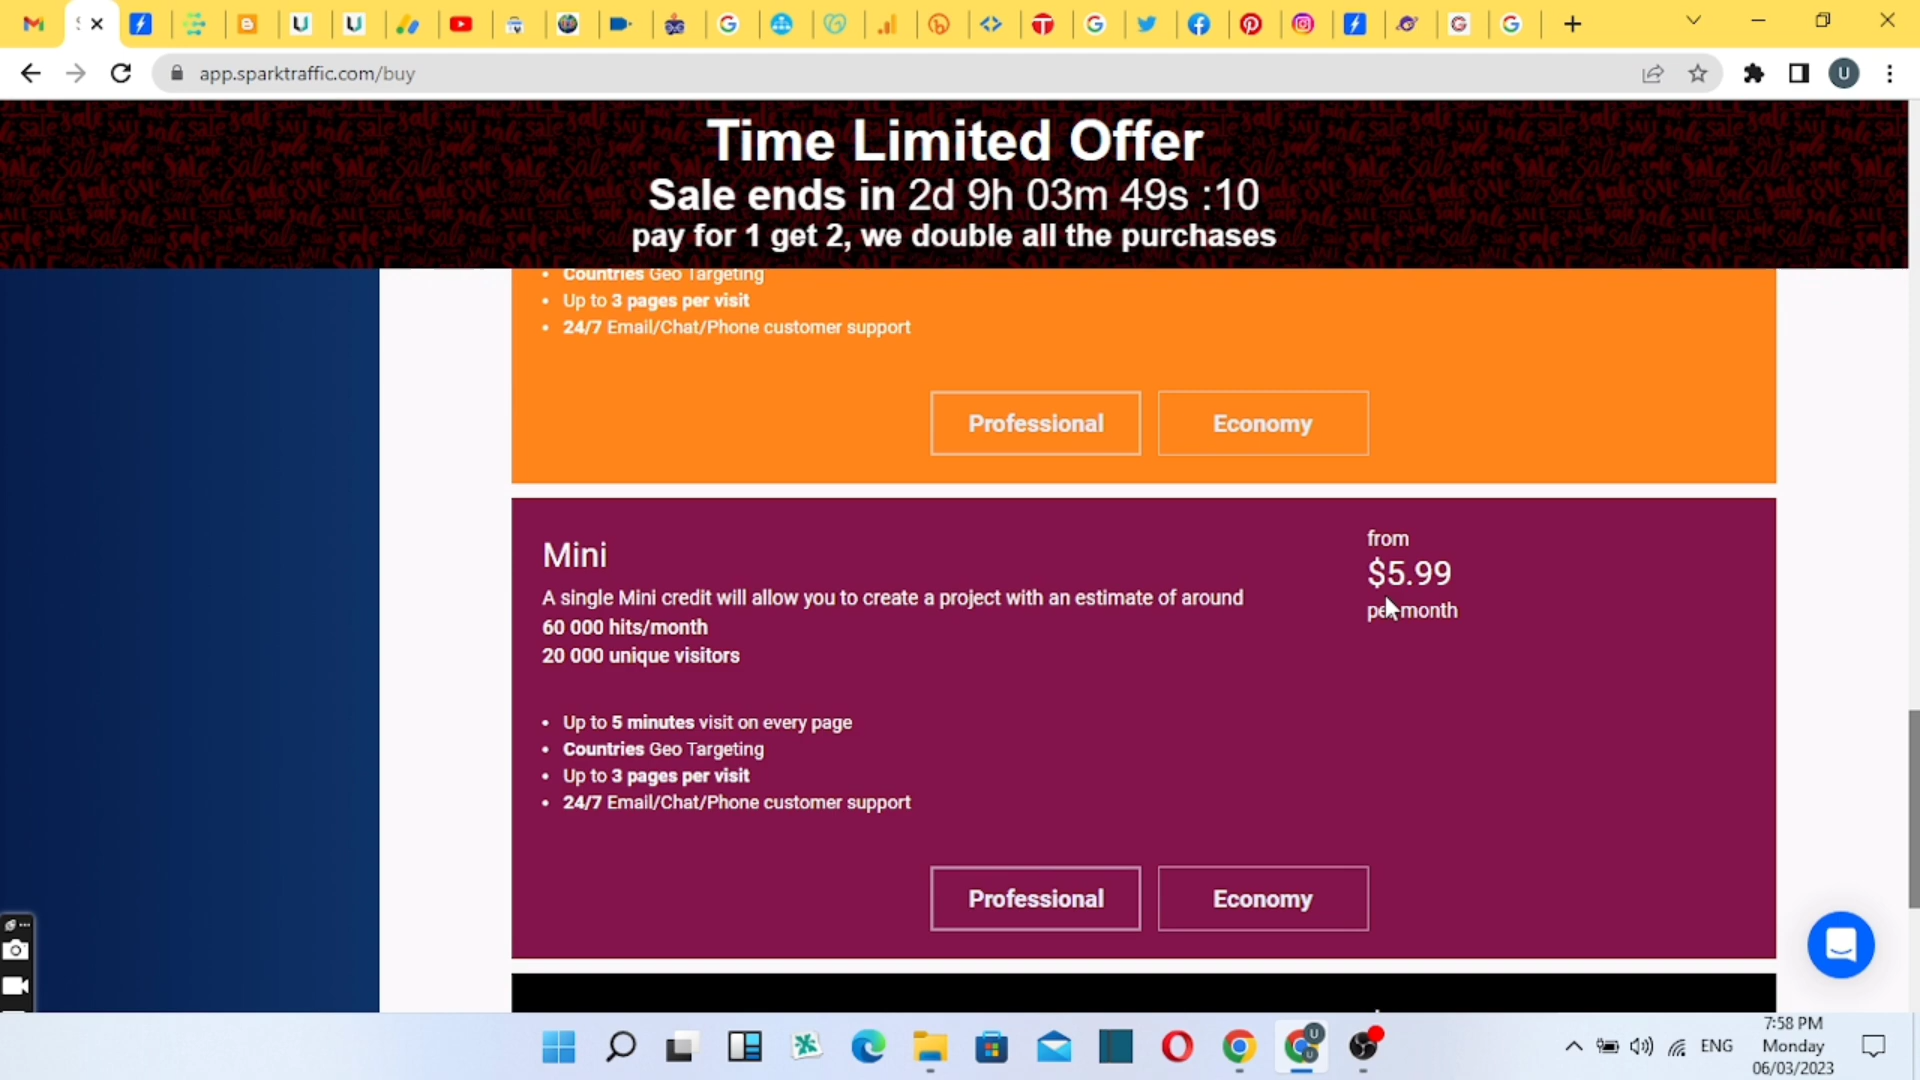 app.sparktraffic.com/buy
U
Time Limited Offer
Sale ends in 2d 9h 03m 49s :10
pay for 1 get 2, we double all the purchases
Countries Geo Targeting
Up to 3 pages per visit
24/7 Email/Chat/Phone customer support
Professional
Economy
Mini
from
$5.99
per month
A single Mini credit will allow you to create a project with an estimate of around
60 000 hits/month
20 000 unique visitors
Up to 5 minutes visit on every page
Countries Geo Targeting
Up to 3 pages per visit
24/7 Email/Chat/Phone customer support
Professional
Economy
ENG
7:58 PM
Monday
06/03/2023